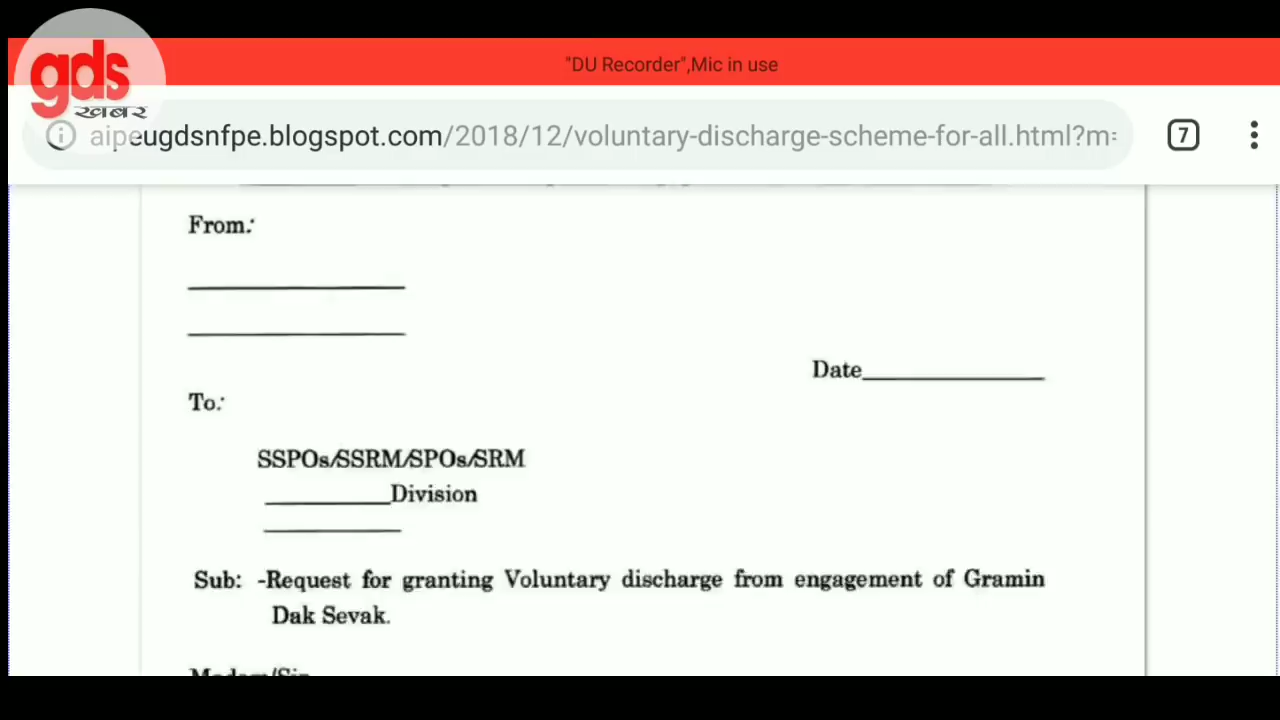 gds
खबर
"DU Recorder",Mic in use
aipeugdsnfpe.blogspot.com/2018/12/voluntary-discharge-scheme-for-all.html?m=
7
From:
Date
To:
SSPOs/SSRM/SPOs/SRM
Division
Sub: -Request for granting Voluntary discharge from engagement of Gramin
Dak Sevak.
Madam/Sir